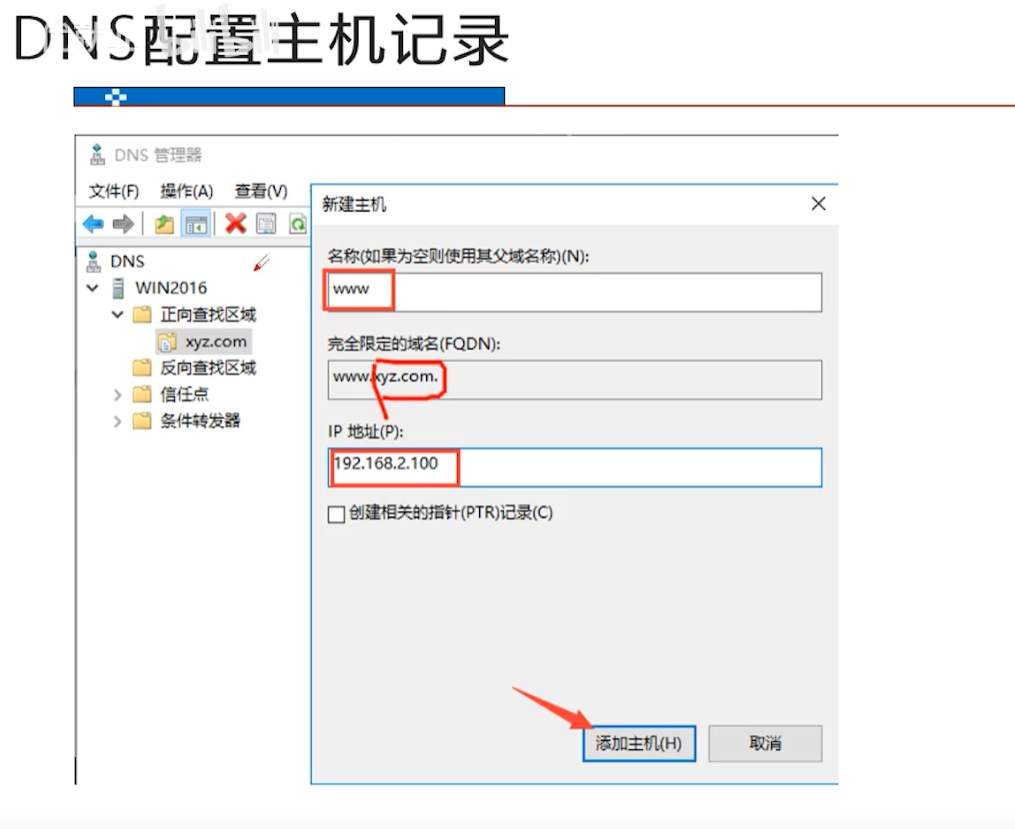 DNS配置主机记录
DNS 管理器
文件(F) 操作(A) 查看(V)
DNS
WIN2016
正向查找区域
xyz.com
反向查找区域
信任点
条件转发器
新建主机
名称(如果为空则使用其父域名称)(N):
www
完全限定的域名(FQDN):
www.xyz.com.
IP 地址(P):
192.168.2.100
创建相关的指针(PTR)记录(C)
添加主机(H) 取消